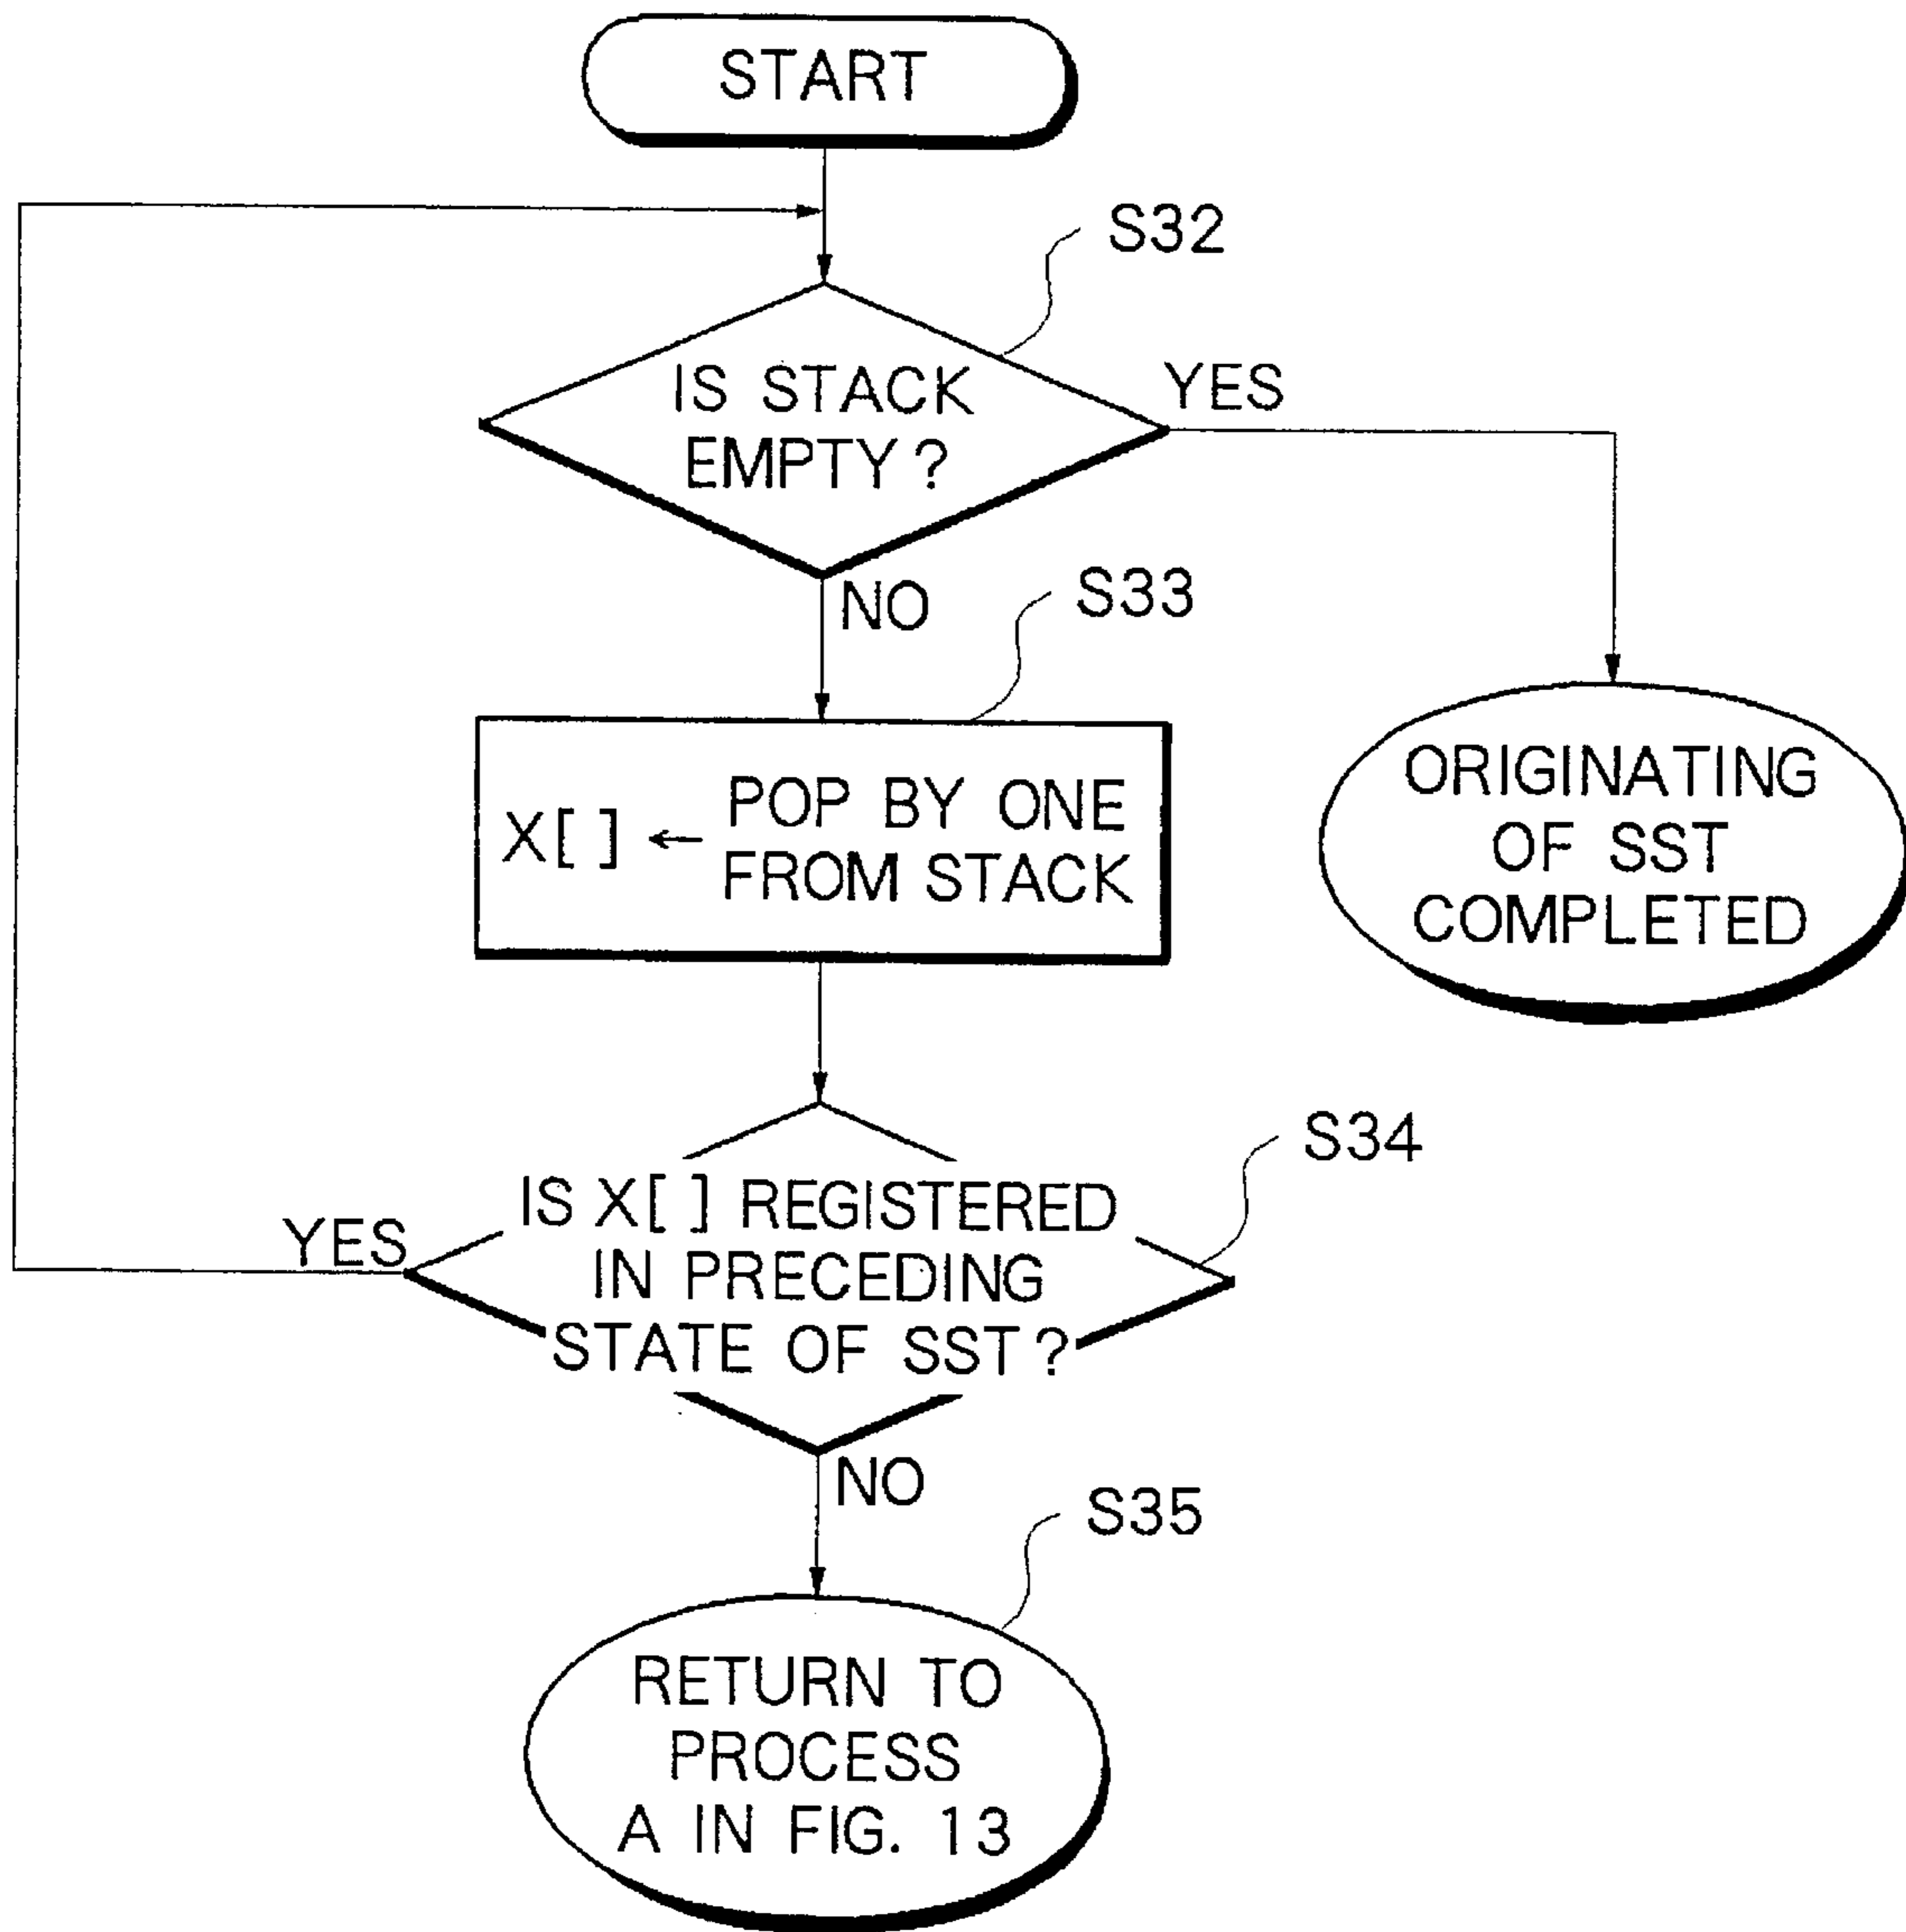 START
S32
IS STACK
EMPTY?
YES
NO
S33
X[ ] ← POP BY ONE
FROM STACK
ORIGINATING
OF SST
COMPLETED
S34
IS X[ ] REGISTERED
IN PRECEDING
STATE OF SST?
YES
NO
S35
RETURN TO
PROCESS
A IN FIG. 13